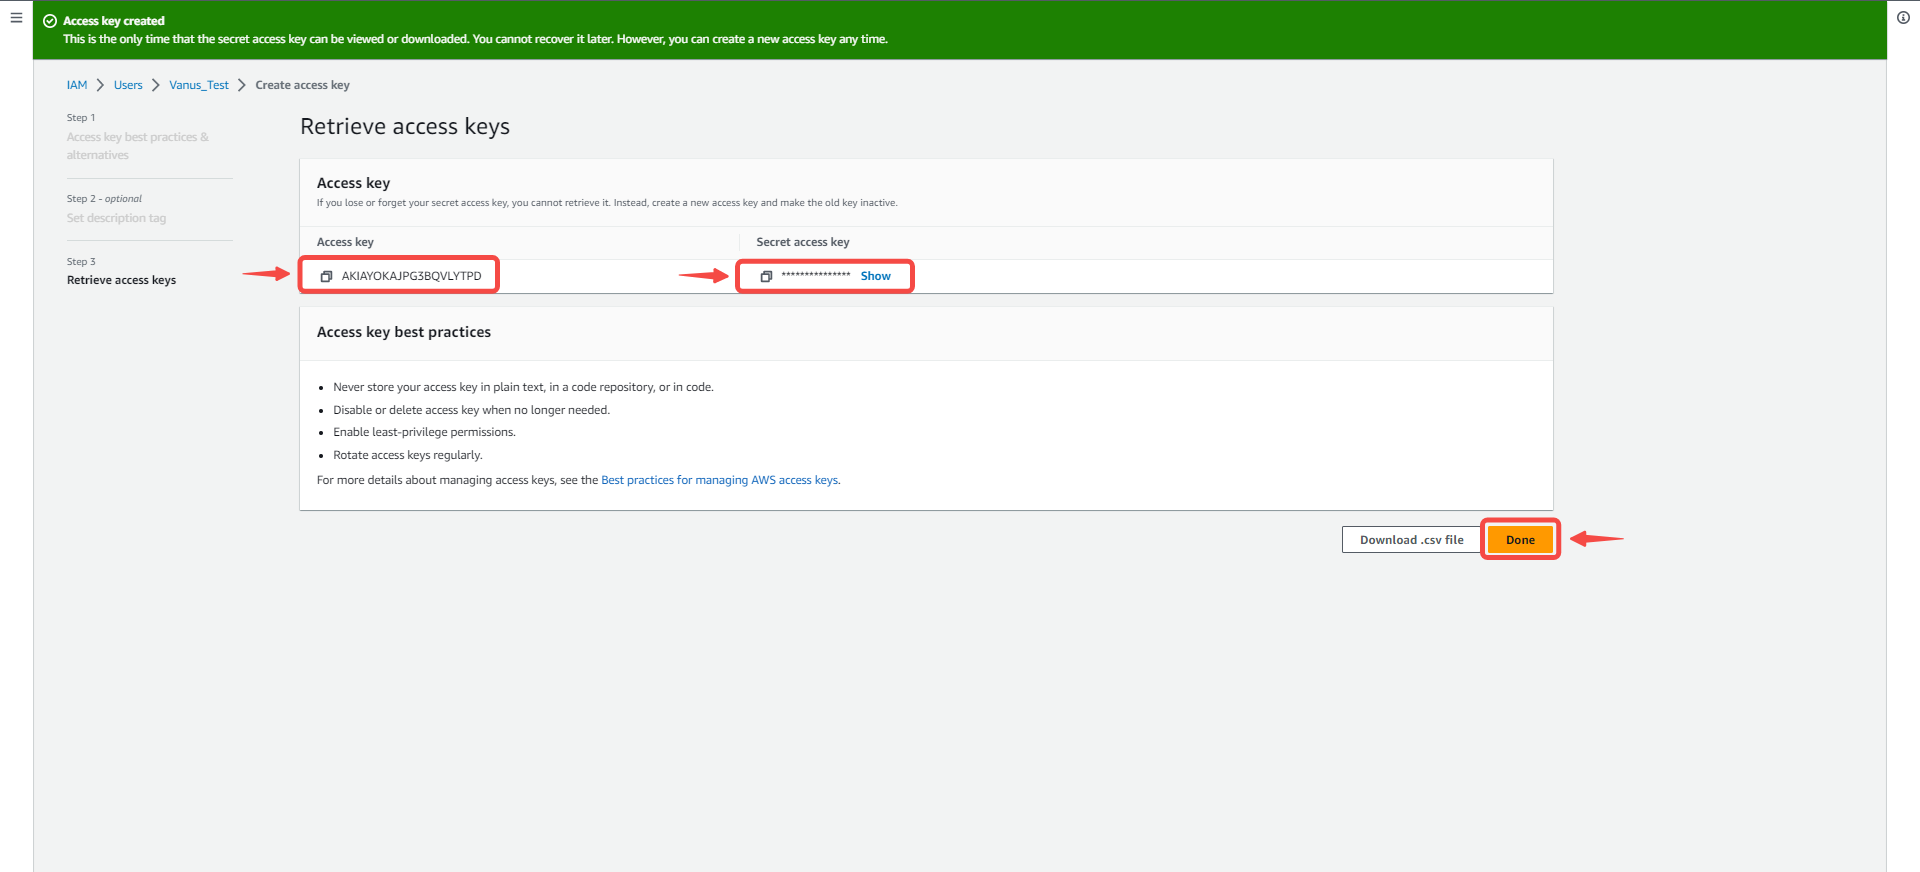 Access key created
This is the only time that the secret access key can be viewed or downloaded. You cannot recover it later. However, you can create a new access key any time.
IAM > Users > Vanus_Test > Create access key
Step 1
Access key best practices &
alternatives
Step 2 - optional
Set description tag
Step 3
Retrieve access keys
Retrieve access keys
Access key
If you lose or forget your secret access key, you cannot retrieve it. Instead, create a new access key and make the old key inactive.
Access key
Secret access key
AKIAYOKAJPG3BQVLYTPD
*************** Show
Access key best practices
• Never store your access key in plain text, in a code repository, or in code.
• Disable or delete access key when no longer needed.
• Enable least-privilege permissions.
• Rotate access keys regularly.
For more details about managing access keys, see the Best practices for managing AWS access keys.
Download .csv file
Done